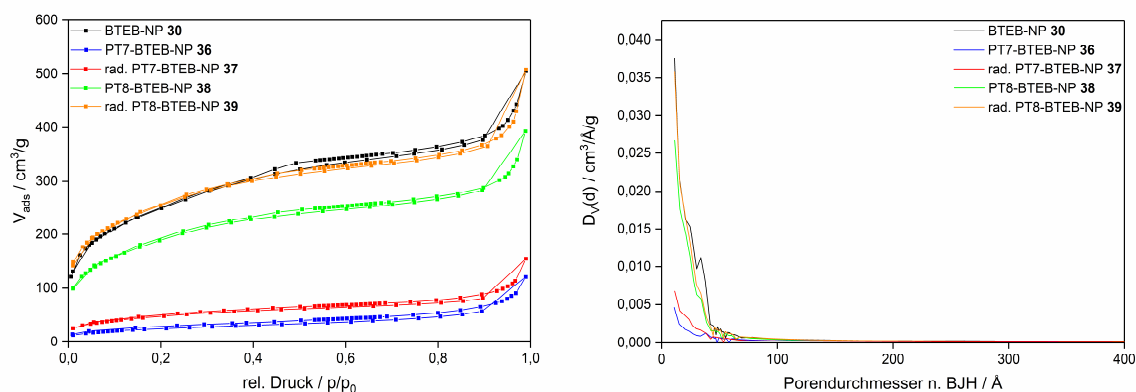 600
500
400
300
200
100
0
V_ads / cm³/g
BTEB-NP 30
PT7-BTEB-NP 36
rad. PT7-BTEB-NP 37
PT8-BTEB-NP 38
rad. PT8-BTEB-NP 39
0,0 0,2 0,4 0,6 0,8 1,0
rel. Druck / p/p₀
0,040
0,035
0,030
0,025
0,020
0,015
0,010
0,005
0,000
D_V(d) / cm³/Å/g
BTEB-NP 30
PT7-BTEB-NP 36
rad. PT7-BTEB-NP 37
PT8-BTEB-NP 38
rad. PT8-BTEB-NP 39
0 100 200 300 400
Porendurchmesser n. BJH / Å